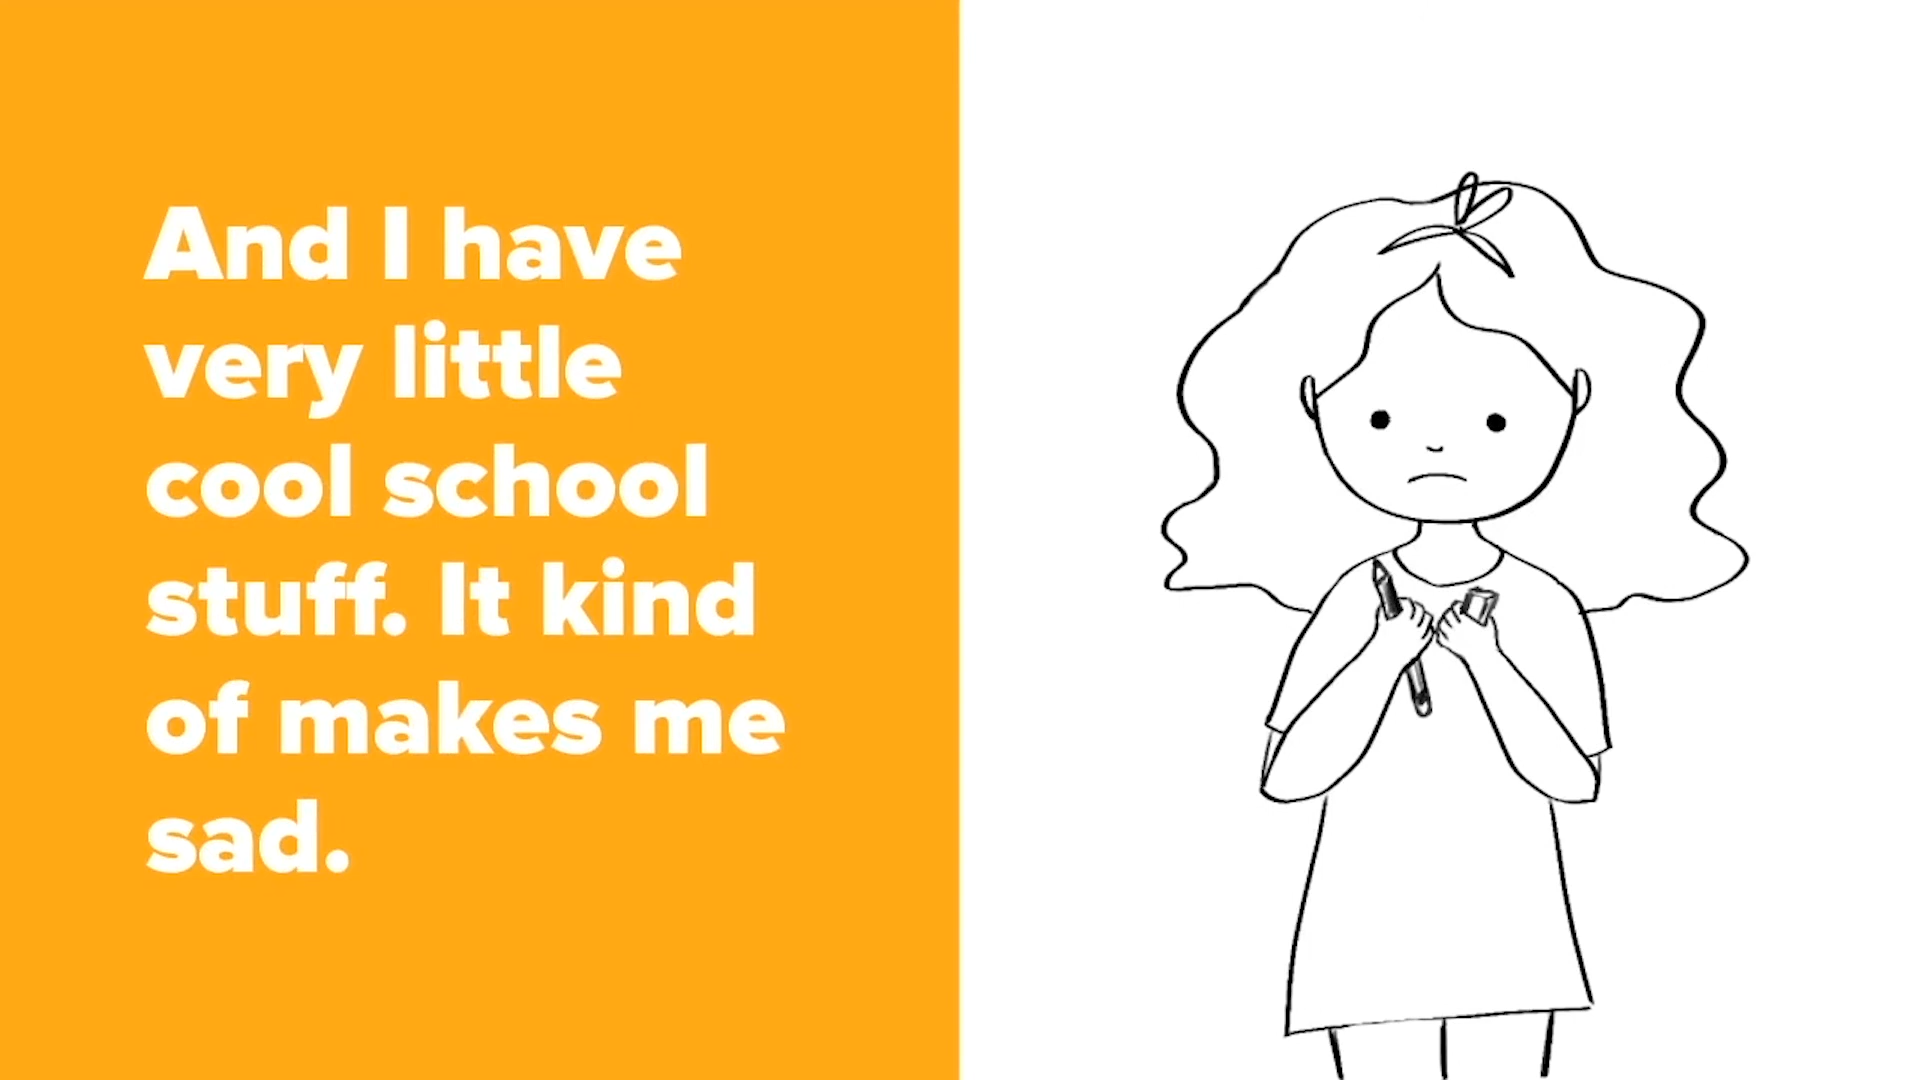 And I have
very little
cool school
stuff. It kind
of makes me
sad.